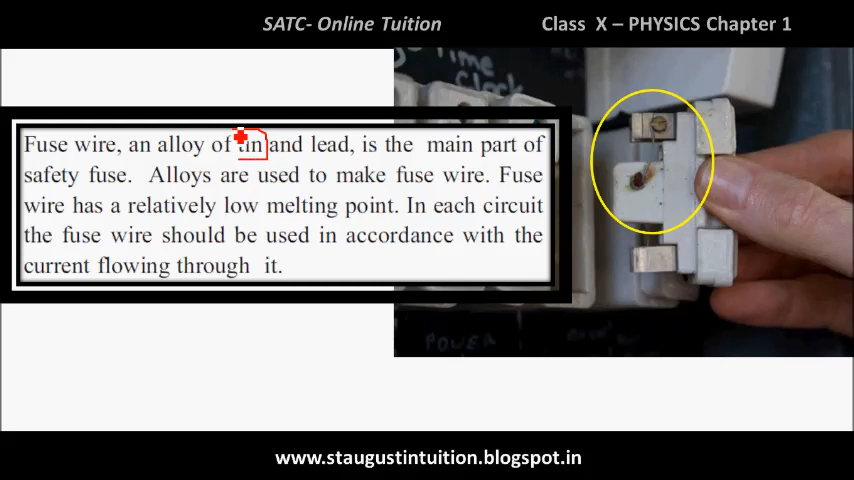 SATC- Online Tuition Class X – PHYSICS Chapter 1
Time
Clock
Fuse wire, an alloy of tin and lead, is the main part of
safety fuse. Alloys are used to make fuse wire. Fuse
wire has a relatively low melting point. In each circuit
the fuse wire should be used in accordance with the
current flowing through it.
POWER
www.staugustintuition.blogspot.in